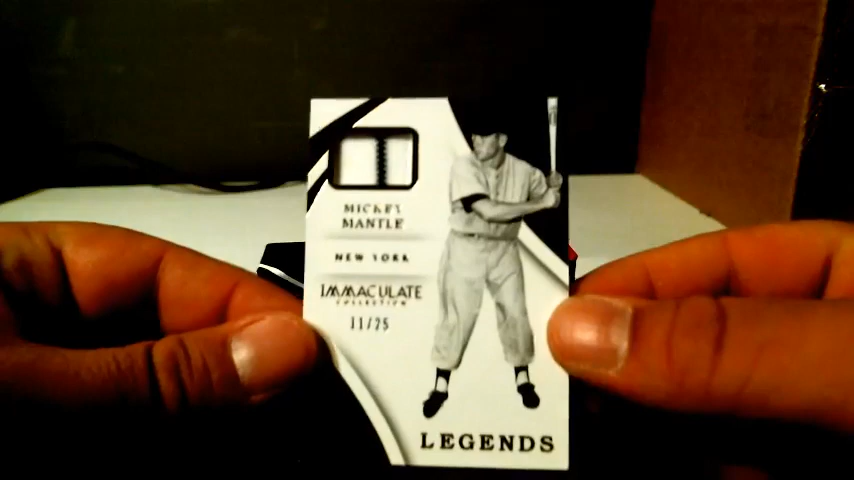 MICKEY
MANTLE
NEW YORK
IMMACULATE
COLLECTION
11/25
LEGENDS